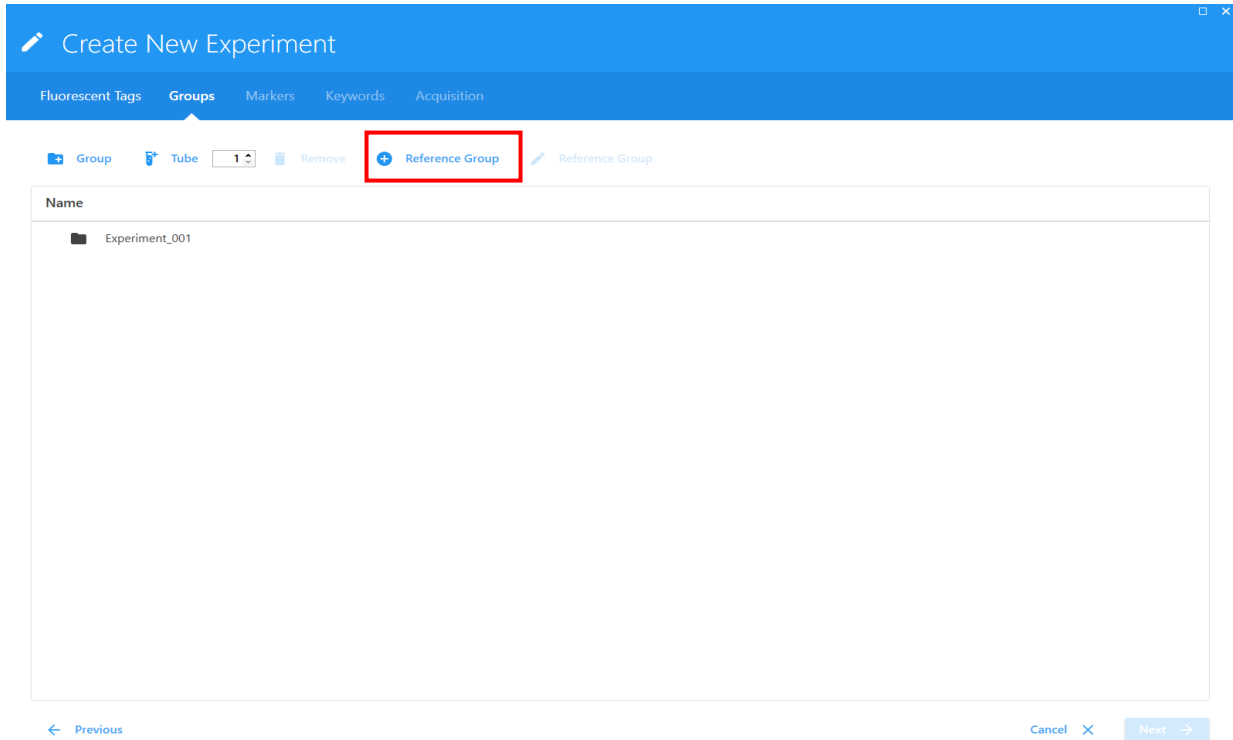 Create New Experiment
Fluorescent Tags Groups Markers Keywords Acquisition
Group Tube 1 Remove Reference Group Reference Group
Name
Experiment_001
Previous Cancel Next